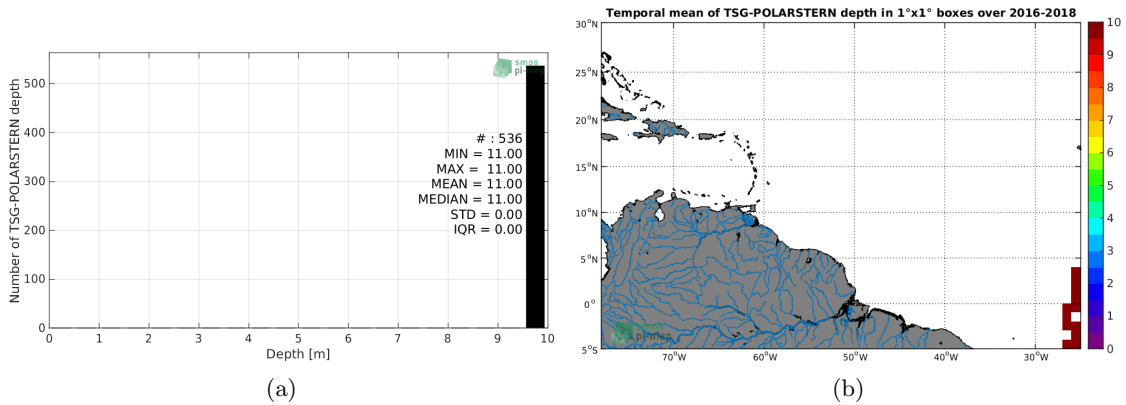 Temporal mean of TSG-POLARSTERN depth in 1°x1° boxes over 2016-2018
Number of TSG-POLARSTERN depth
500
400
300
200
100
0
smos
pi-mep
# : 536
MIN = 11.00
MAX = 11.00
MEAN = 11.00
MEDIAN = 11.00
STD = 0.00
IQR = 0.00
0 1 2 3 4 5 6 7 8 9 10
Depth [m]
(a)
30°N
25°N
20°N
15°N
10°N
5°N
0°
5°S
smos
pi-mep
70°W 60°W 50°W 40°W 30°W
10
9
8
7
6
5
4
3
2
1
0
(b)